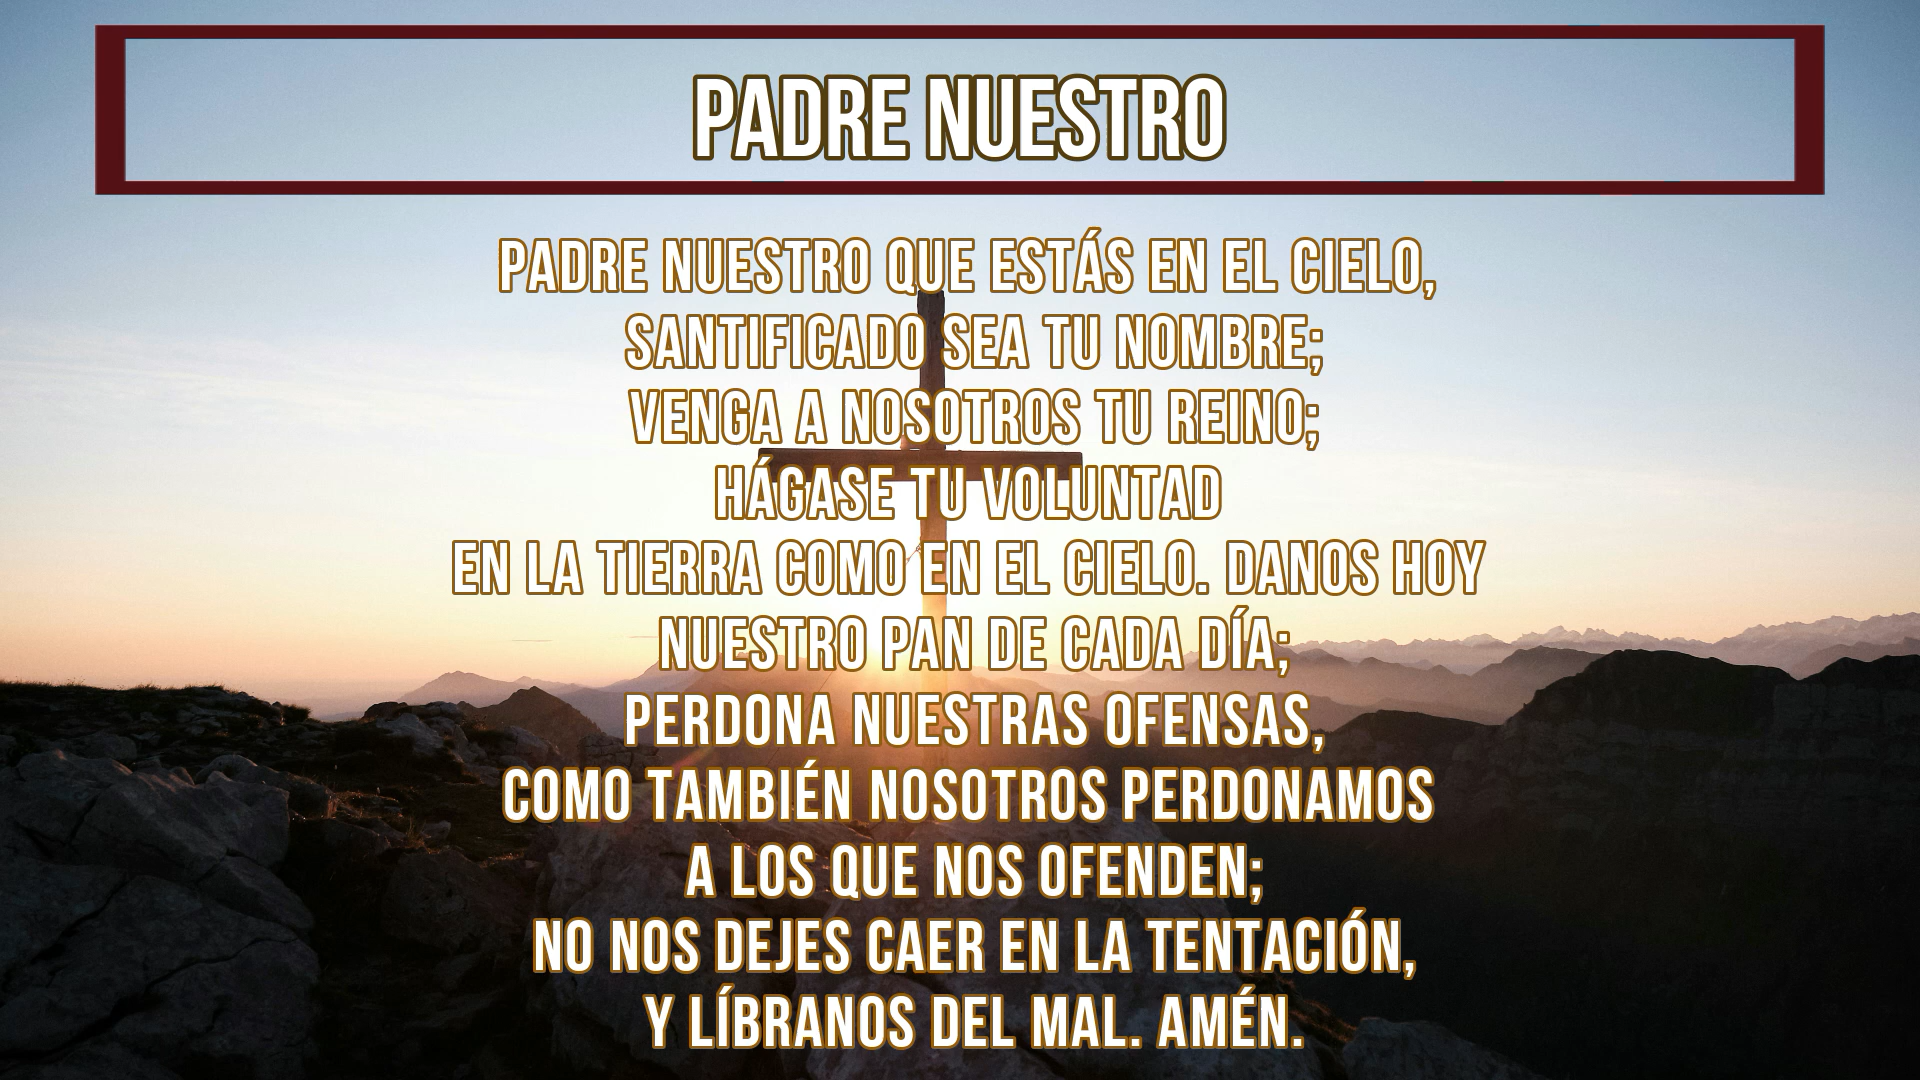 PADRE NUESTRO
PADRE NUESTRO QUE ESTÁS EN EL CIELO,
SANTIFICADO SEA TU NOMBRE;
VENGA A NOSOTROS TU REINO;
HÁGASE TU VOLUNTAD
EN LA TIERRA COMO EN EL CIELO. DANOS HOY
NUESTRO PAN DE CADA DÍA;
PERDONA NUESTRAS OFENSAS,
COMO TAMBIÉN NOSOTROS PERDONAMOS
A LOS QUE NOS OFENDEN;
NO NOS DEJES CAER EN LA TENTACIÓN,
Y LÍBRANOS DEL MAL. AMÉN.